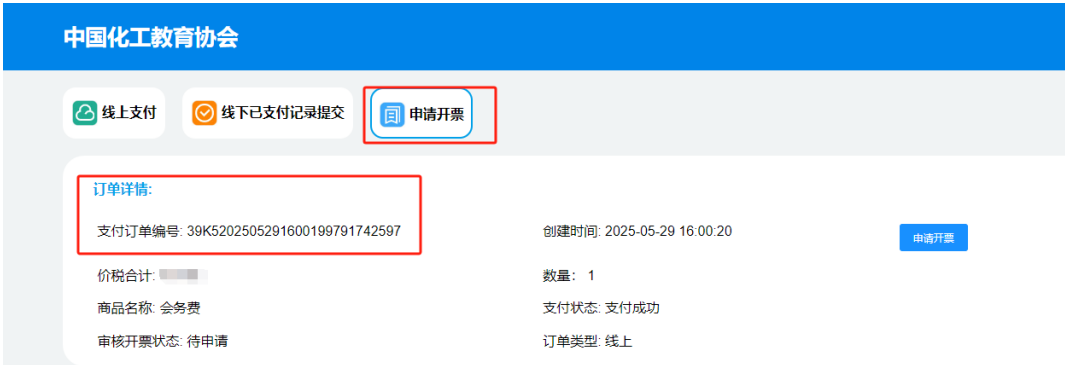 中国化工教育协会
线上支付 线下已支付记录提交 申请开票
订单详情:
支付订单编号: 39K5202505291600199791742597 创建时间: 2025-05-29 16:00:20 申请开票
价税合计: 数量: 1
商品名称: 会务费 支付状态: 支付成功
审核开票状态: 待申请 订单类型: 线上